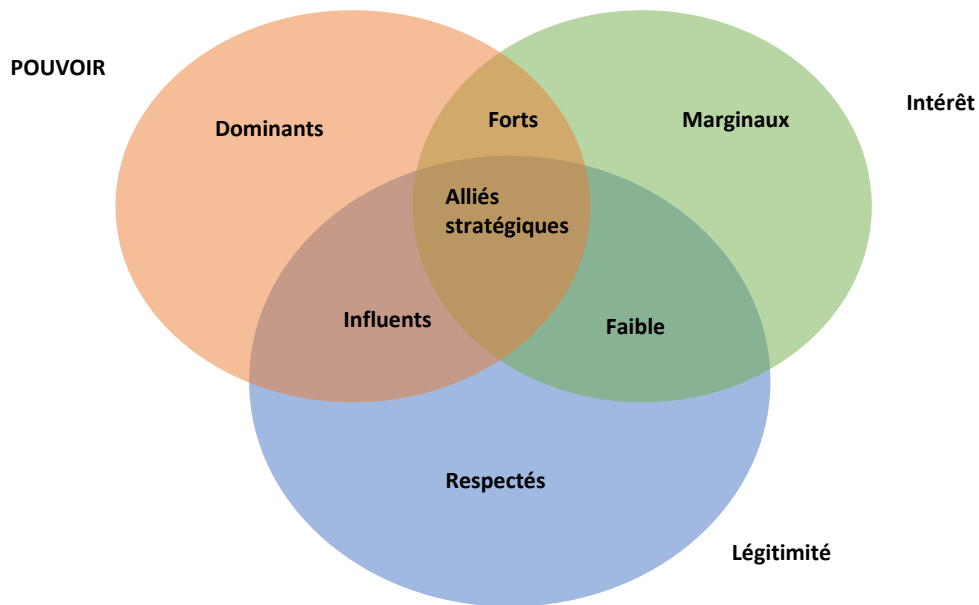 POUVOIR
Intérêt
Dominants
Forts
Marginaux
Alliés
stratégiques
Influents
Faible
Respectés
Légitimité